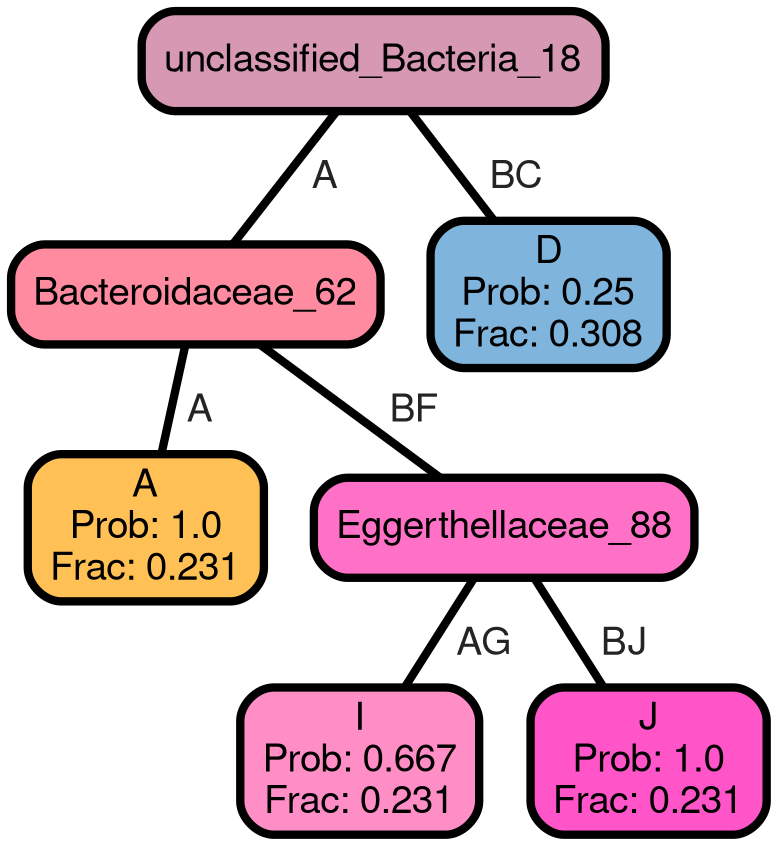 unclassified_Bacteria_18
A
BC
Bacteroidaceae_62
D
Prob: 0.25
Frac: 0.308
A
BF
A
Prob: 1.0
Frac: 0.231
Eggerthellaceae_88
AG
BJ
I
Prob: 0.667
Frac: 0.231
J
Prob: 1.0
Frac: 0.231